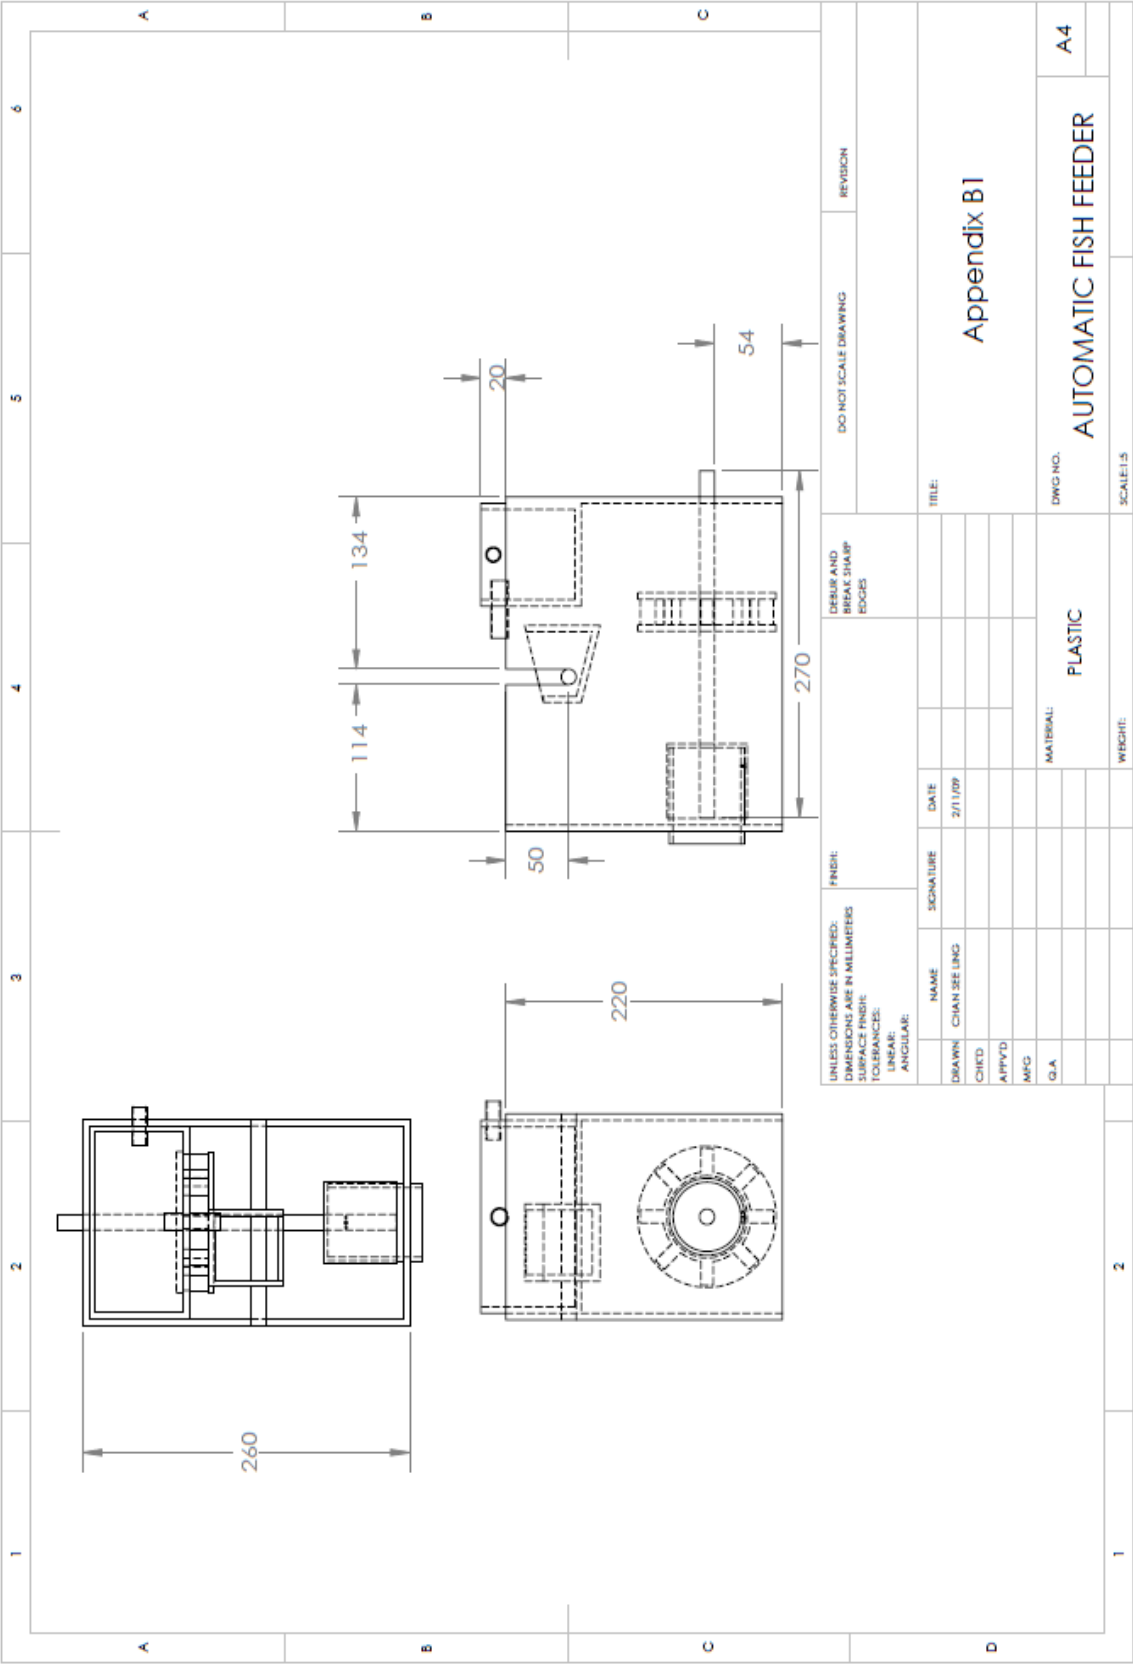 1
2
3
4
5
6
A
B
C
D
A
B
C
1
2
260
220
50
114
134
20
54
270
UNLESS OTHERWISE SPECIFIED:
DIMENSIONS ARE IN MILLIMETERS
SURFACE FINISH:
TOLERANCES:
LINEAR:
ANGULAR:
FINISH:
DEBUR AND
BREAK SHARP
EDGES
DO NOT SCALE DRAWING
REVISION
NAME
SIGNATURE
DATE
DRAWN
CHAN SEE LING
2/11/09
CHK'D
APPV'D
MFG
Q.A
TITLE:
Appendix B1
MATERIAL:
PLASTIC
DWG NO.
AUTOMATIC FISH FEEDER
A4
WEIGHT:
SCALE:1:5